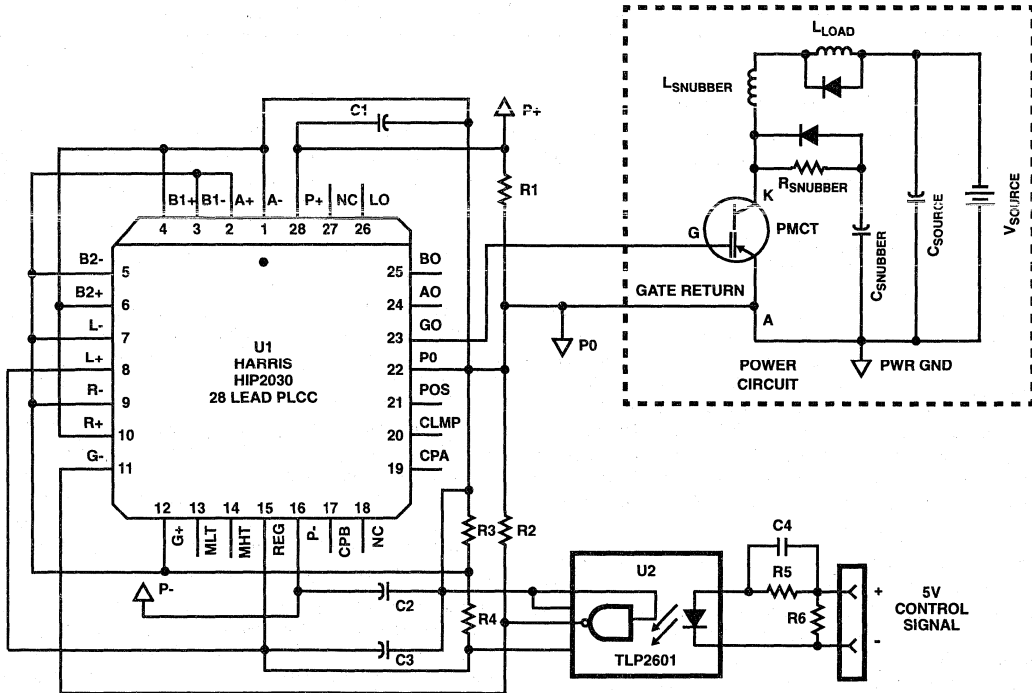 L_LOAD
L_SNUBBER
C1
P+
R1
R_SNUBBER
K
PMCT
G
C_SNUBBER
C_SOURCE
V_SOURCE
B1+ B1- A+ A- P+ NC LO
4 3 2 1 28 27 26
B2- 5
B2+ 6
L- 7
L+ 8
R- 9
R+ 10
G- 11
U1
HARRIS
HIP2030
28 LEAD PLCC
25 BO
24 AO
23 GO
22 P0
21 POS
20 CLMP
19 CPA
GATE RETURN
A
P0
POWER
CIRCUIT
PWR GND
12 13 14 15 16 17 18
G+ MLT MHT REG P- CPB NC
R3
R2
P-
C2
R4
C3
U2
TLP2601
C4
R5
R6
+
-
5V
CONTROL
SIGNAL